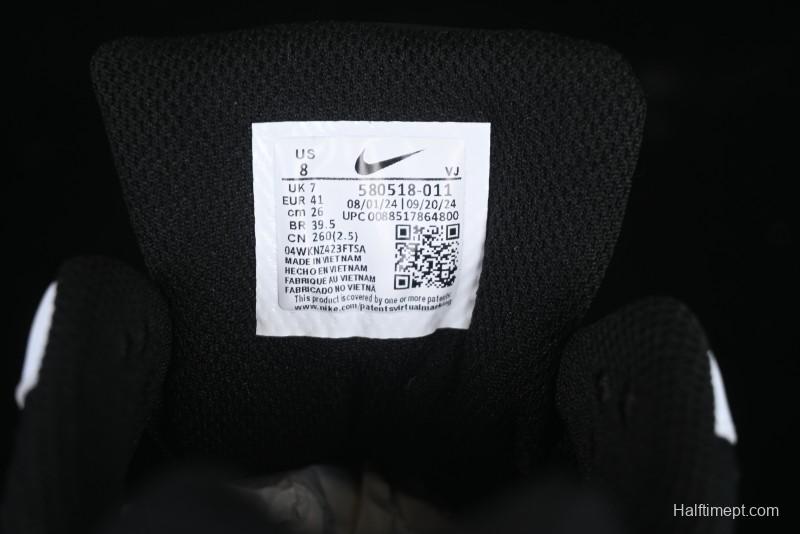 US
8
VJ
UK 7 580518-011
EUR 41 08/01/24 | 09/20/24
cm 26 UPC 0088517864800
BR 39.5
CN 260(2.5)
04WKNZ423FTSA
MADE IN VIETNAM
HECHO EN VIETNAM
FABRIQUE AU VIETNAM
FABRICADO NO VIETNÃ
This product is covered by one or more patents
www.nike.com/patentsvirtualmarking
Halftimept.com